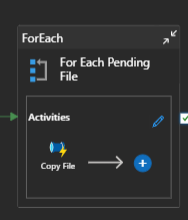 ForEach
For Each Pending
File
Activities
Copy File